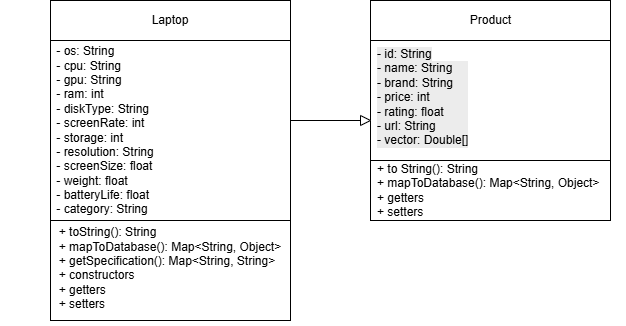 Laptop
- os: String
- cpu: String
- gpu: String
- ram: int
- diskType: String
- screenRate: int
- storage: int
- resolution: String
- screenSize: float
- weight: float
- batteryLife: float
- category: String
+ toString(): String
+ mapToDatabase(): Map<String, Object>
+ getSpecification(): Map<String, String>
+ constructors
+ getters
+ setters
Product
- id: String
- name: String
- brand: String
- price: int
- rating: float
- url: String
- vector: Double[]
+ to String(): String
+ mapToDatabase(): Map<String, Object>
+ getters
+ setters